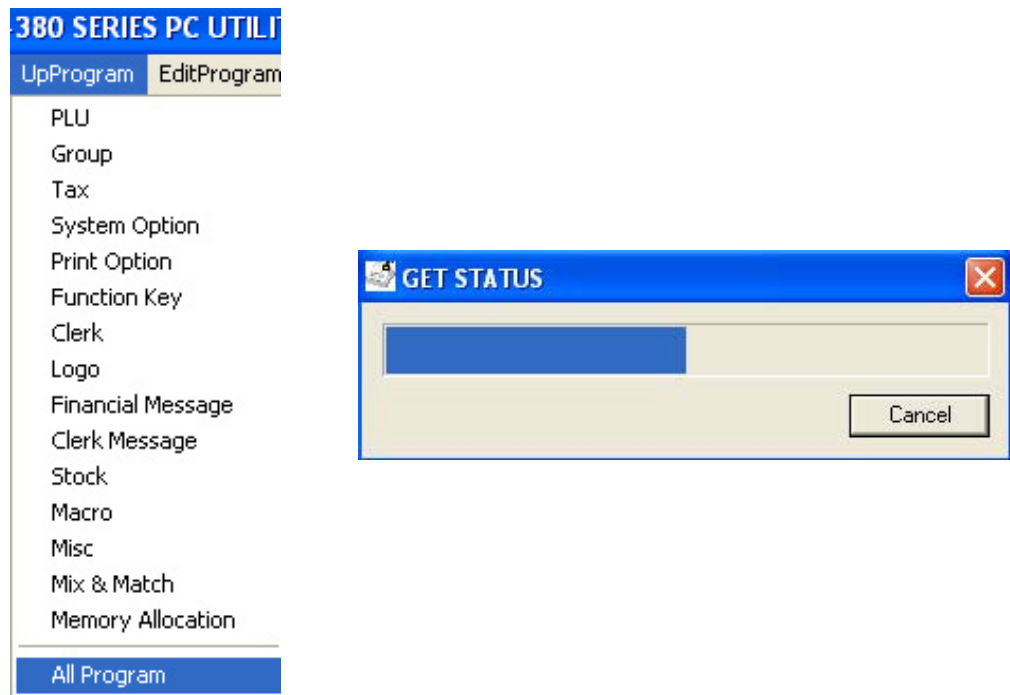 -380 SERIES PC UTILIT
UpProgram EditProgram
PLU
Group
Tax
System Option
Print Option
Function Key
Clerk
Logo
Financial Message
Clerk Message
Stock
Macro
Misc
Mix & Match
Memory Allocation
All Program
GET STATUS
Cancel